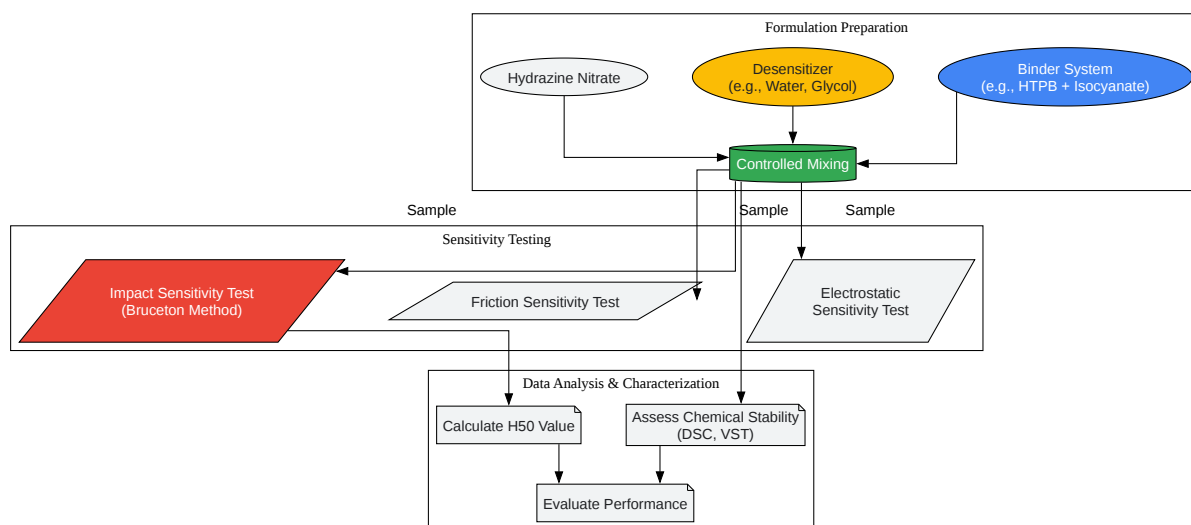 Formulation Preparation
Hydrazine Nitrate
Desensitizer
(e.g., Water, Glycol)
Binder System
(e.g., HTPB + Isocyanate)
Controlled Mixing
Sample
Sample
Sample
Sensitivity Testing
Impact Sensitivity Test
(Bruceton Method)
Friction Sensitivity Test
Electrostatic
Sensitivity Test
Data Analysis & Characterization
Calculate H50 Value
Assess Chemical Stability
(DSC, VST)
Evaluate Performance